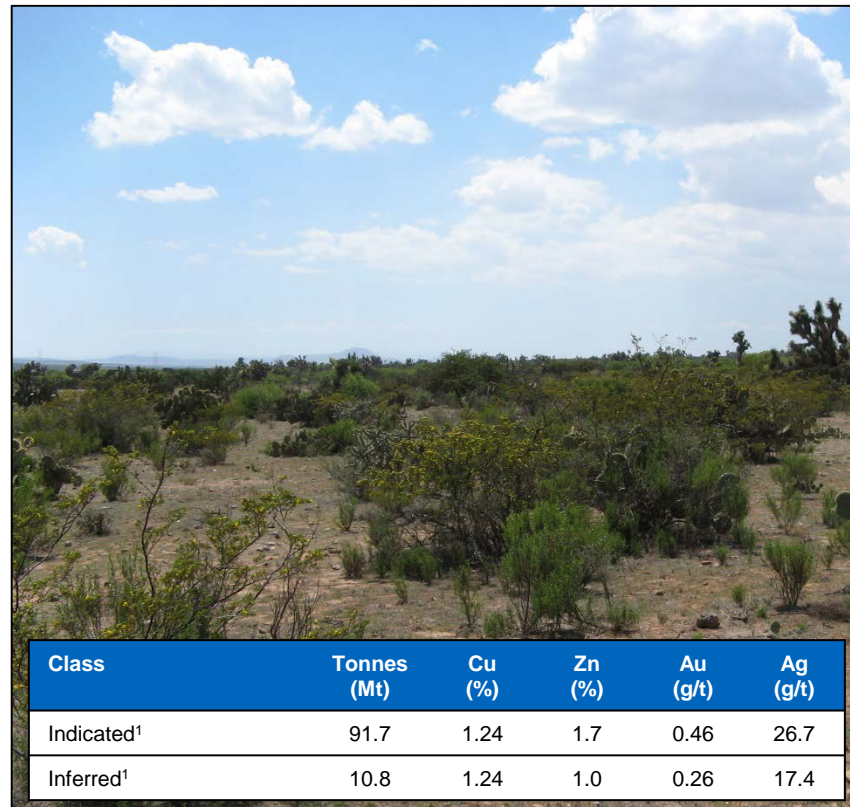 Class Tonnes (Mt) Cu (%) Zn (%) Au (g/t) Ag (g/t)
Indicated¹ 91.7 1.24 1.7 0.46 26.7
Inferred¹ 10.8 1.24 1.0 0.26 17.4